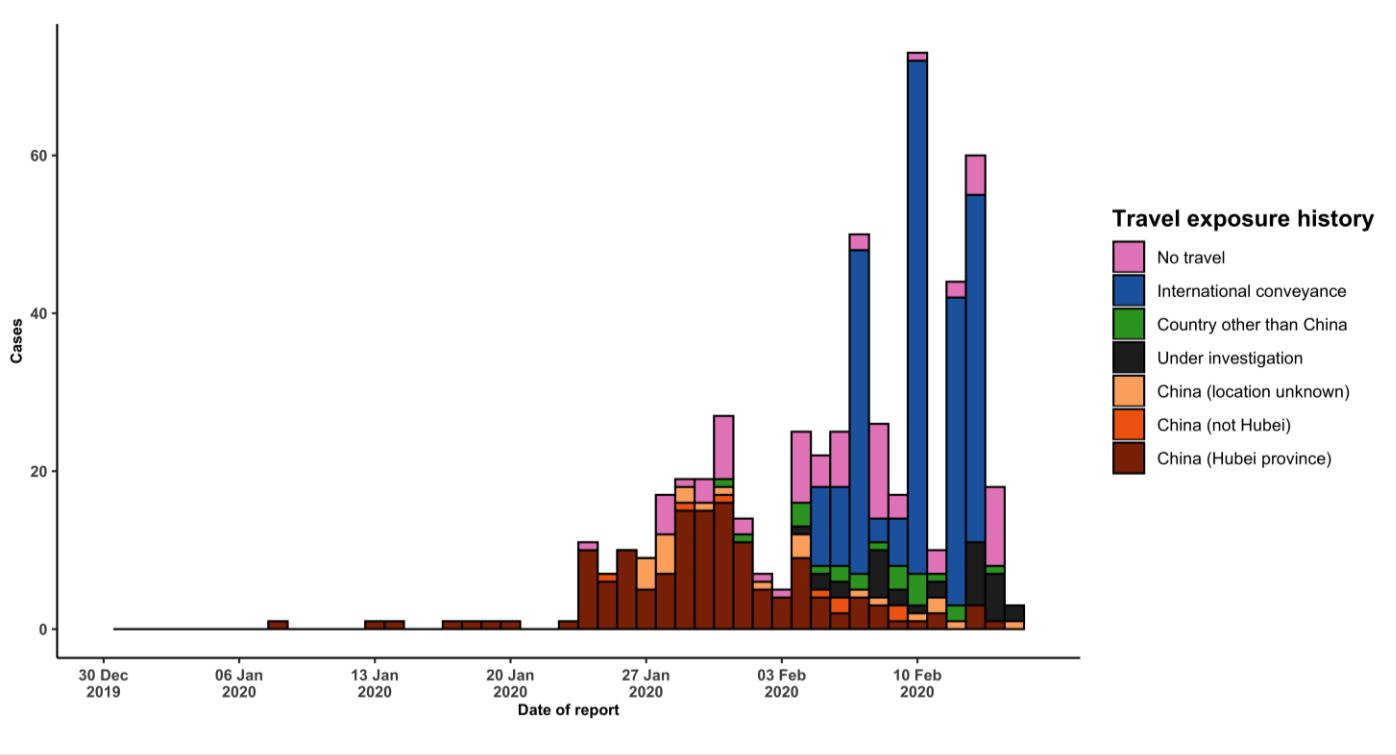 60
40
20
0
Cases
30 Dec
2019
06 Jan
2020
13 Jan
2020
20 Jan
2020
27 Jan
2020
03 Feb
2020
10 Feb
2020
Date of report
Travel exposure history
No travel
International conveyance
Country other than China
Under investigation
China (location unknown)
China (not Hubei)
China (Hubei province)